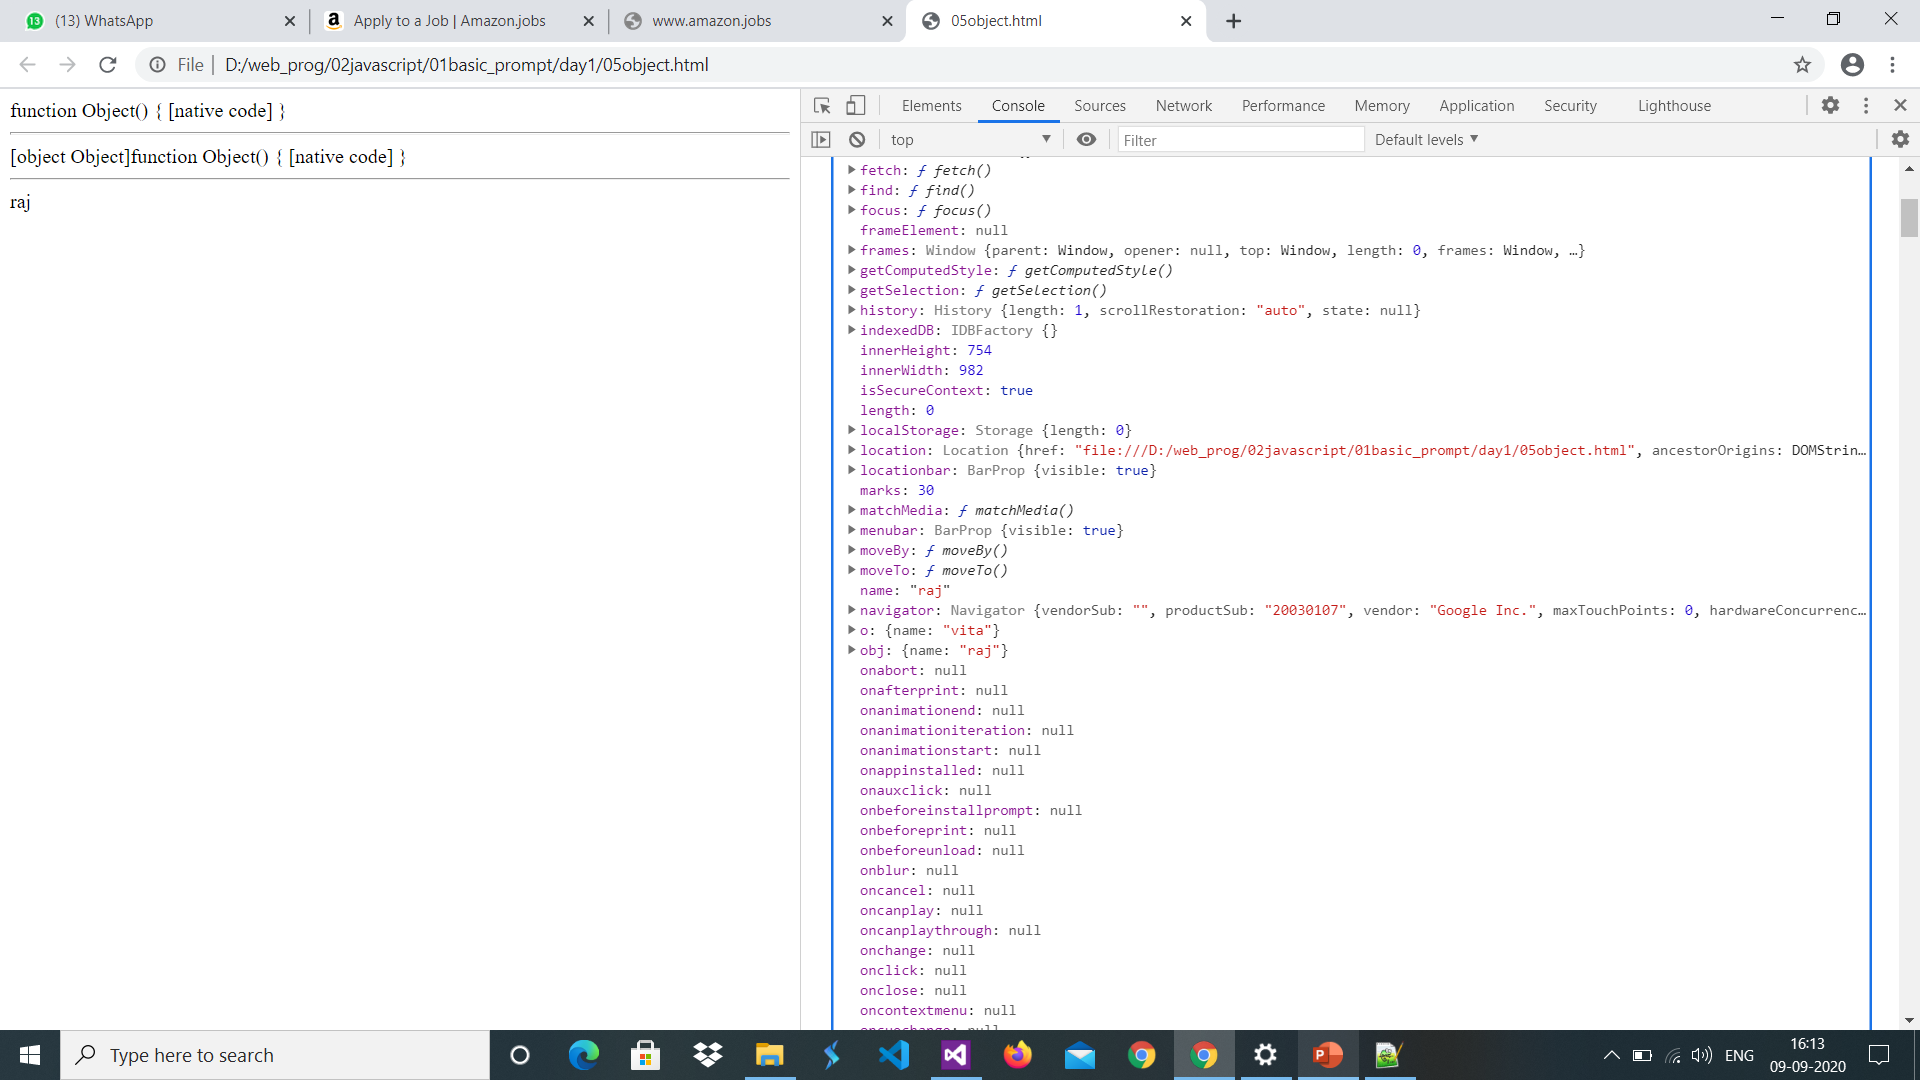 (13) WhatsApp
Apply to a Job | Amazon.jobs
www.amazon.jobs
05object.html
File | D:/web_prog/02javascript/01basic_prompt/day1/05object.html
function Object() { [native code] }
[object Object]function Object() { [native code] }
raj
Elements Console Sources Network Performance Memory Application Security Lighthouse
top Filter Default levels
fetch: ƒ fetch()
find: ƒ find()
focus: ƒ focus()
frameElement: null
frames: Window {parent: Window, opener: null, top: Window, length: 0, frames: Window, …}
getComputedStyle: ƒ getComputedStyle()
getSelection: ƒ getSelection()
history: History {length: 1, scrollRestoration: "auto", state: null}
indexedDB: IDBFactory {}
innerHeight: 754
innerWidth: 982
isSecureContext: true
length: 0
localStorage: Storage {length: 0}
location: Location {href: "file:///D:/web_prog/02javascript/01basic_prompt/day1/05object.html", ancestorOrigins: DOMStrin…
locationbar: BarProp {visible: true}
marks: 30
matchMedia: ƒ matchMedia()
menubar: BarProp {visible: true}
moveBy: ƒ moveBy()
moveTo: ƒ moveTo()
name: "raj"
navigator: Navigator {vendorSub: "", productSub: "20030107", vendor: "Google Inc.", maxTouchPoints: 0, hardwareConcurrenc…
o: {name: "vita"}
obj: {name: "raj"}
onabort: null
onafterprint: null
onanimationend: null
onanimationiteration: null
onanimationstart: null
onappinstalled: null
onauxclick: null
onbeforeinstallprompt: null
onbeforeprint: null
onbeforeunload: null
onblur: null
oncancel: null
oncanplay: null
oncanplaythrough: null
onchange: null
onclick: null
onclose: null
oncontextmenu: null
oncuechange: null
Type here to search
ENG
16:13
09-09-2020